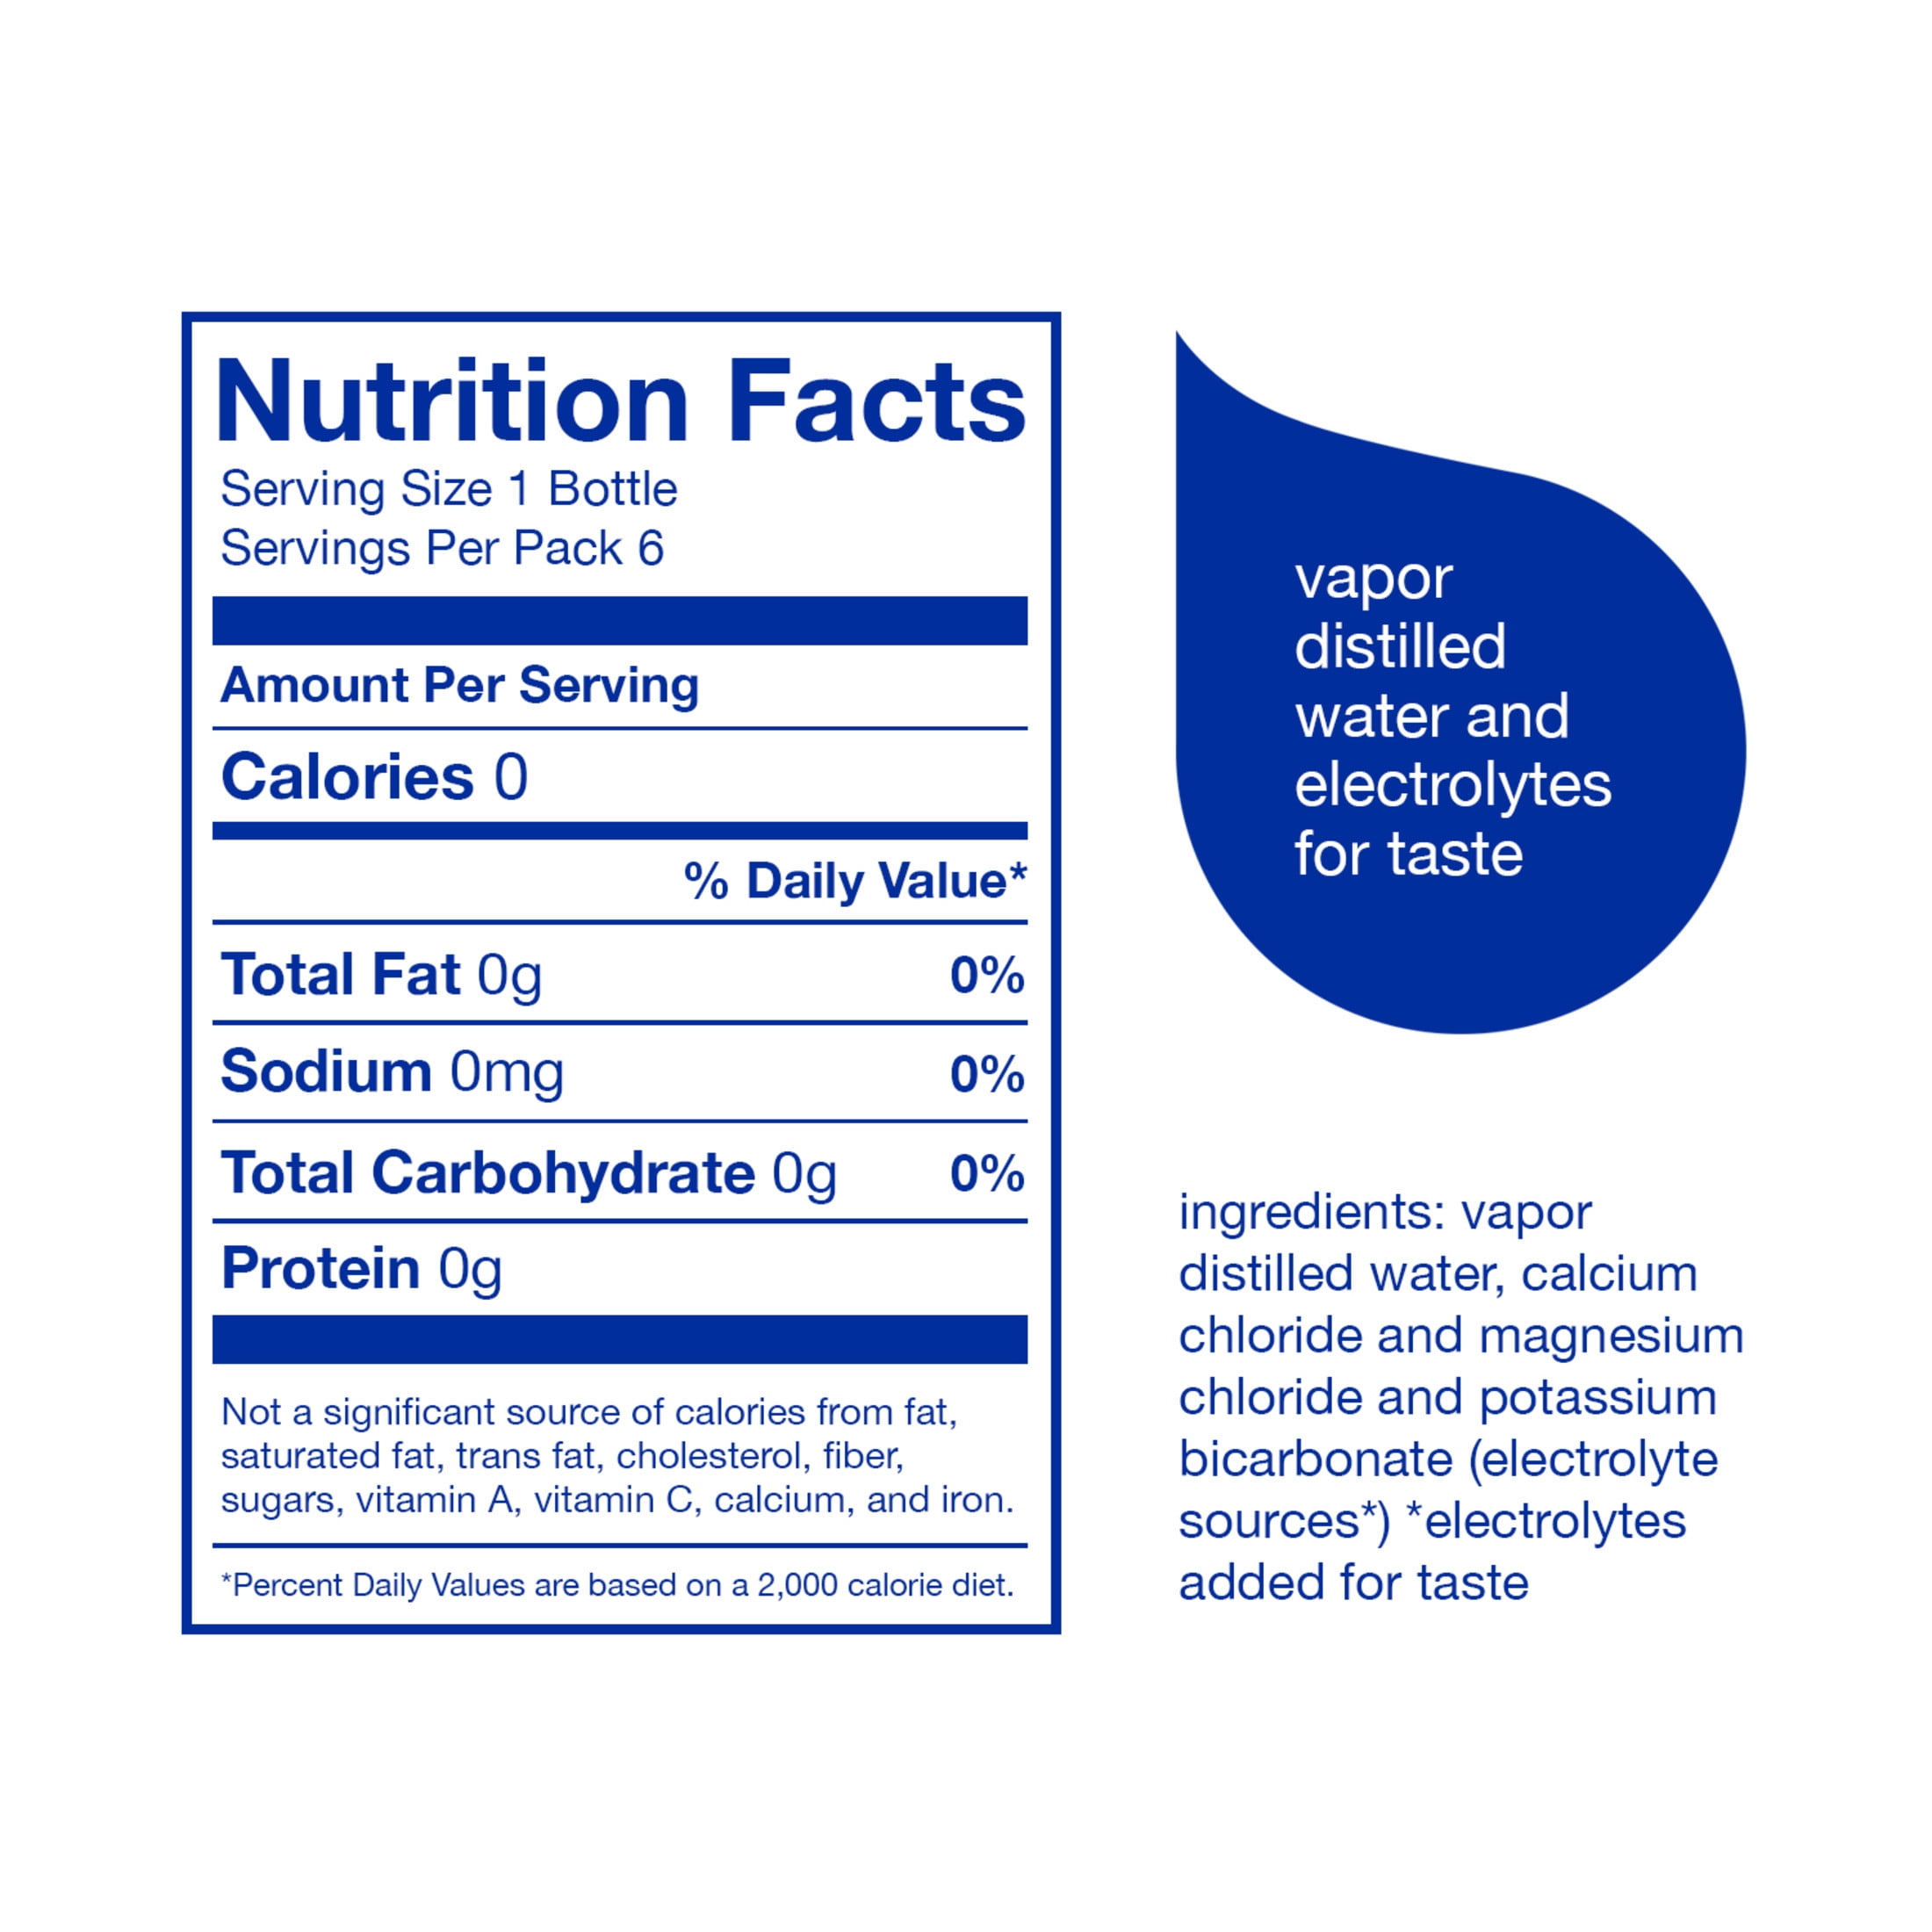 Nutrition Facts
Serving Size 1 Bottle
Servings Per Pack 6
Amount Per Serving
Calories 0
% Daily Value*
Total Fat 0g 0%
Sodium 0mg 0%
Total Carbohydrate 0g 0%
Protein 0g
Not a significant source of calories from fat,
saturated fat, trans fat, cholesterol, fiber,
sugars, vitamin A, vitamin C, calcium, and iron.
*Percent Daily Values are based on a 2,000 calorie diet.
vapor
distilled
water and
electrolytes
for taste
ingredients: vapor
distilled water, calcium
chloride and magnesium
chloride and potassium
bicarbonate (electrolyte
sources*) *electrolytes
added for taste